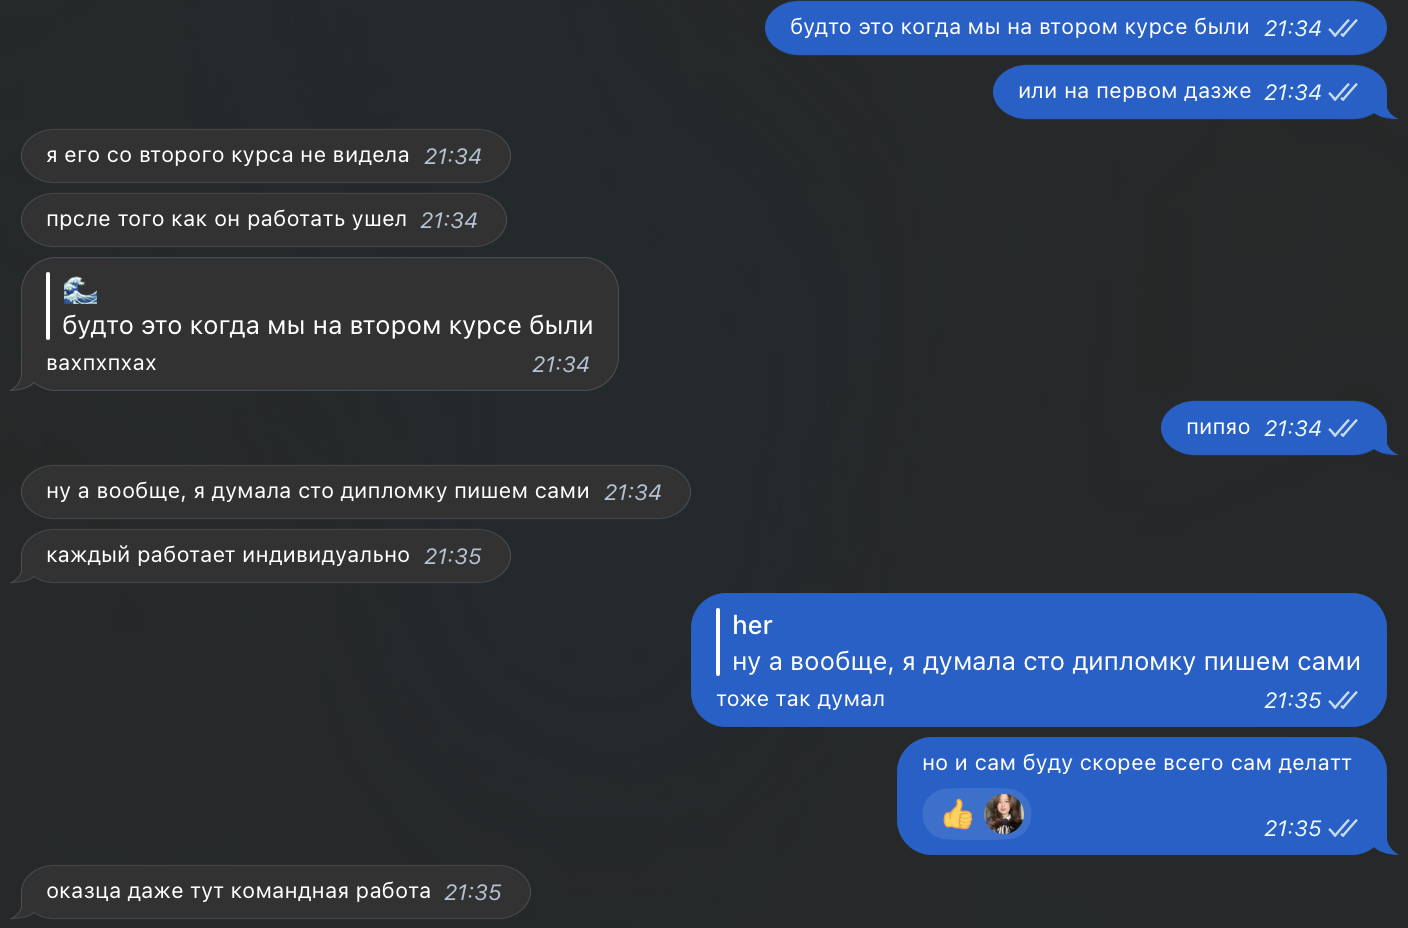 будто это когда мы на втором курсе были 21:34
или на первом дазже 21:34
я его со второго курса не видела 21:34
прсле того как он работать ушел 21:34
🌊
будто это когда мы на втором курсе были
вахпхпхах 21:34
пипяо 21:34
ну а вообще, я думала сто дипломку пишем сами 21:34
каждый работает индивидуально 21:35
her
ну а вообще, я думала сто дипломку пишем сами
тоже так думал 21:35
но и сам буду скорее всего сам делатт
👍 21:35
оказца даже тут командная работа 21:35